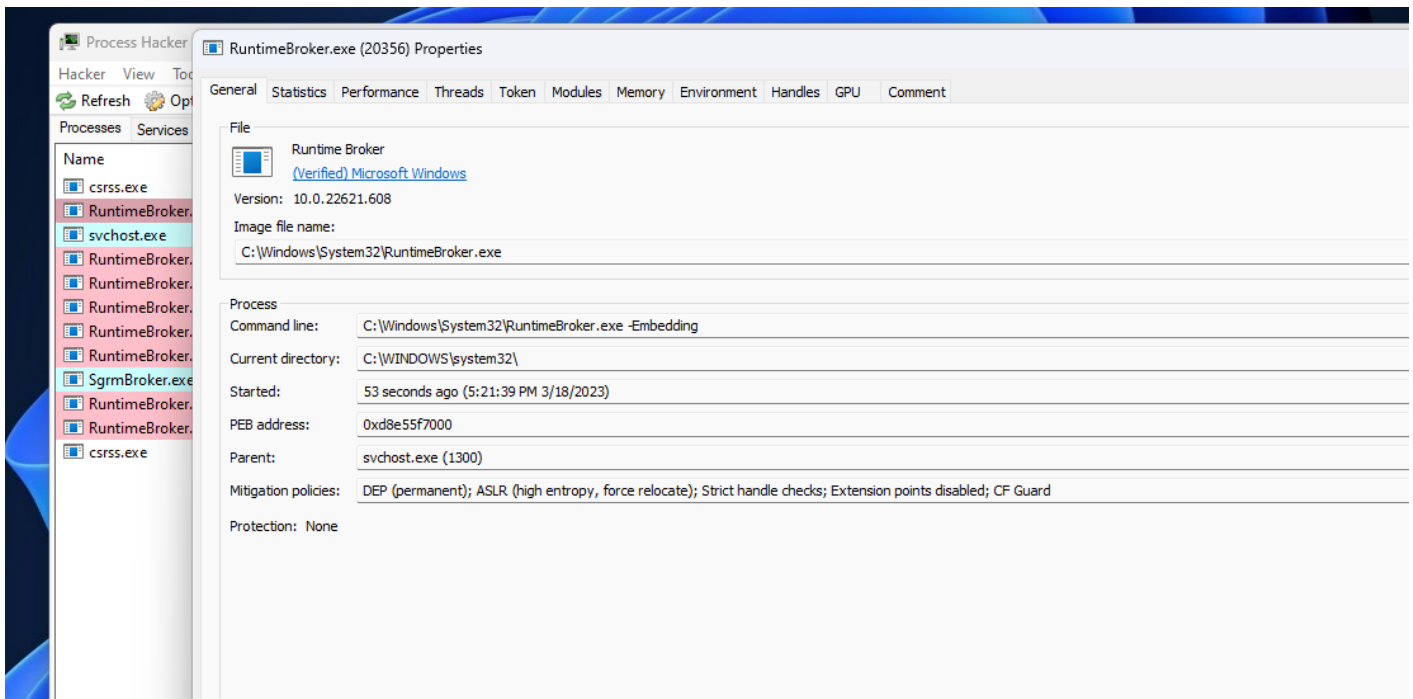 Process Hacker
Hacker View Too
Refresh Opt
Processes Services
Name
csrss.exe
RuntimeBroker.
svchost.exe
RuntimeBroker.
RuntimeBroker.
RuntimeBroker.
RuntimeBroker.
RuntimeBroker.
SgrmBroker.exe
RuntimeBroker.
RuntimeBroker.
csrss.exe
RuntimeBroker.exe (20356) Properties
General Statistics Performance Threads Token Modules Memory Environment Handles GPU Comment
File
Runtime Broker
(Verified) Microsoft Windows
Version: 10.0.22621.608
Image file name:
C:\Windows\System32\RuntimeBroker.exe
Process
Command line: C:\Windows\System32\RuntimeBroker.exe -Embedding
Current directory: C:\WINDOWS\system32\
Started: 53 seconds ago (5:21:39 PM 3/18/2023)
PEB address: 0xd8e55f7000
Parent: svchost.exe (1300)
Mitigation policies: DEP (permanent); ASLR (high entropy, force relocate); Strict handle checks; Extension points disabled; CF Guard
Protection: None